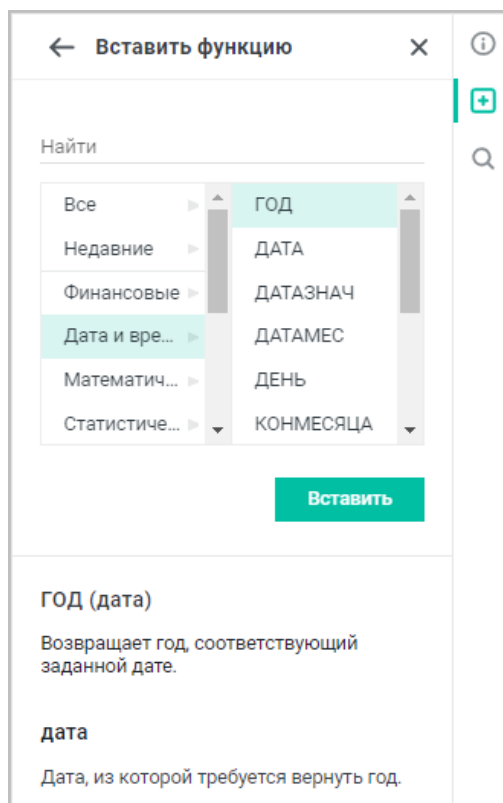 Вставить функцию
Найти
Все
Недавние
Финансовые
Дата и вре...
Математич...
Статистиче...
ГОД
ДАТА
ДАТАЗНАЧ
ДАТАМЕС
ДЕНЬ
КОНМЕСЯЦА
Вставить
ГОД (дата)
Возвращает год, соответствующий
заданной дате.
дата
Дата, из которой требуется вернуть год.